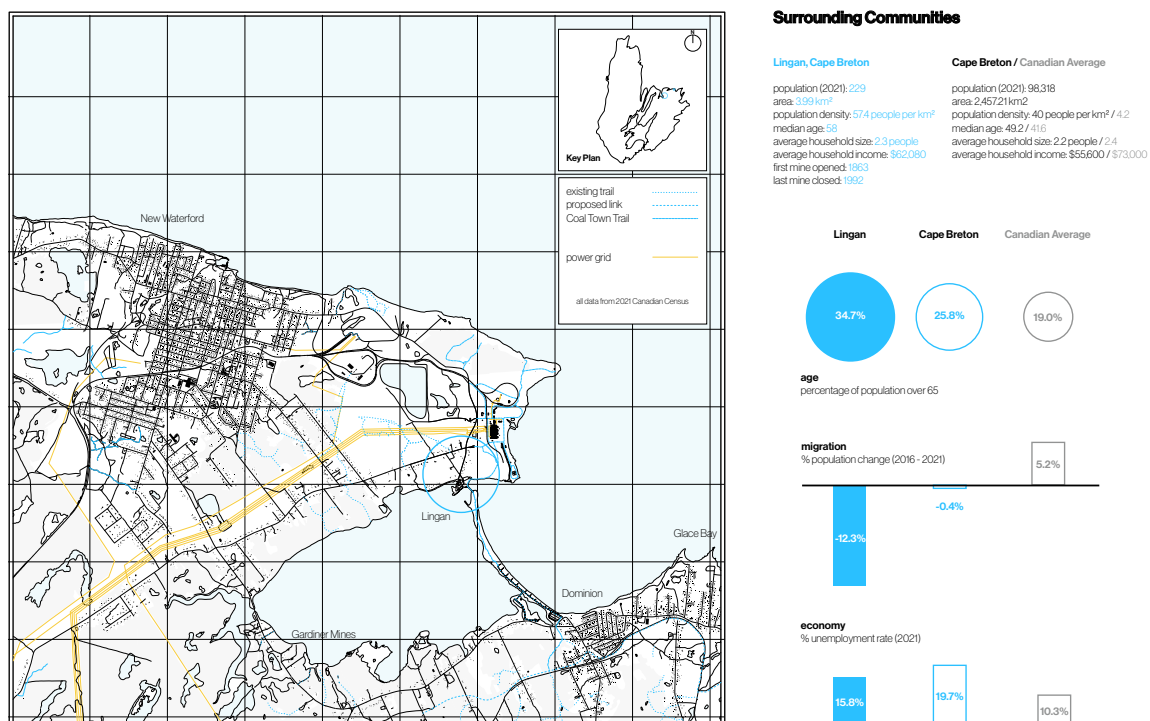 Surrounding Communities
Lingan, Cape Breton
population (2021): 229
area: 3.99 km²
population density: 57.4 people per km²
median age: 58
average household size: 2.3 people
average household income: $62,080
first mine opened: 1863
last mine closed: 1992
Cape Breton / Canadian Average
population (2021): 98,318
area: 2,457.21 km2
population density: 40 people per km² / 4.2
median age: 49.2 / 41.6
average household size: 2.2 people / 2.4
average household income: $55,600 / $73,000
N
Key Plan
existing trail
proposed link
Coal Town Trail
power grid
all data from 2021 Canadian Census
New Waterford
Lingan
Glace Bay
Dominion
Gardiner Mines
Lingan
Cape Breton
Canadian Average
34.7%
25.8%
19.0%
age
percentage of population over 65
migration
% population change (2016 - 2021)
5.2%
-0.4%
-12.3%
economy
% unemployment rate (2021)
15.8%
19.7%
10.3%